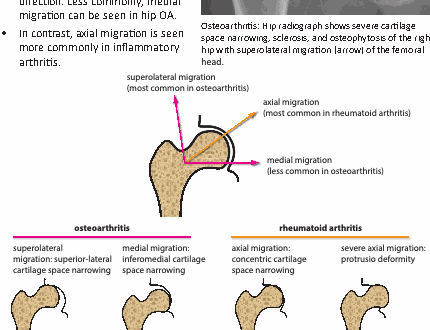 direction. Less commonly, medial
migration can be seen in hip OA.
• In contrast, axial migration is seen
more commonly in inflammatory
arthritis.
Osteoarthritis: Hip radiograph shows severe cartilage
space narrowing, sclerosis, and osteophytosis of the righ
hip with superolateral migration (arrow) of the femoral
head.
superolateral migration
(most common in osteoarthritis)
axial migration
(most common in rheumatoid arthritis)
medial migration
(less common in osteoarthritis)
osteoarthritis
rheumatoid arthritis
superolateral
migration: superior-lateral
cartilage space narrowing
medial migration:
inferomedial cartilage
space narrowing
axial migration:
concentric cartilage
space narrowing
severe axial migration:
protrusio deformity